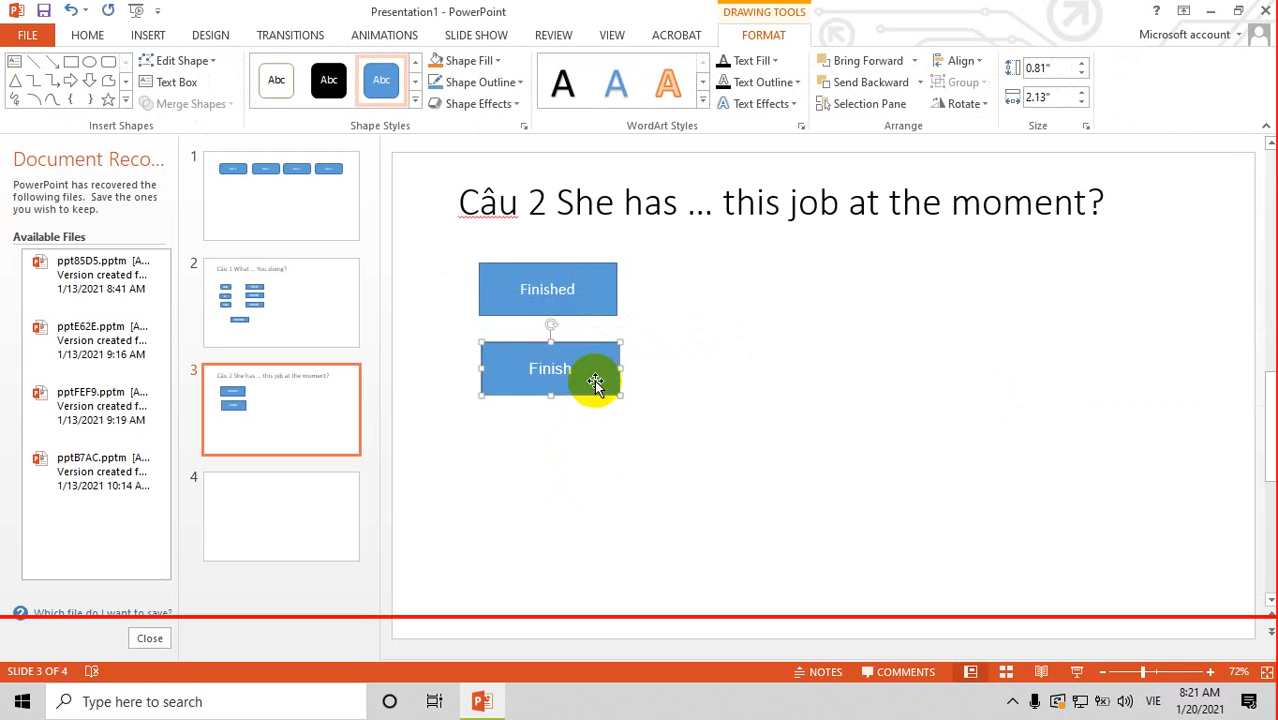 Presentation1 - PowerPoint
DRAWING TOOLS
?
FILE
HOME
INSERT
DESIGN
TRANSITIONS
ANIMATIONS
SLIDE SHOW
REVIEW
VIEW
ACROBAT
FORMAT
Microsoft account
Edit Shape
Text Box
Merge Shapes
Abc
Abc
Abc
Shape Fill
Shape Outline
Shape Effects
A
A
A
Text Fill
Text Outline
Text Effects
Bring Forward
Send Backward
Selection Pane
Align
Group
Rotate
0.81"
2.13"
Insert Shapes
Shape Styles
WordArt Styles
Arrange
Size
Document Reco...
PowerPoint has recovered the
following files. Save the ones
you wish to keep.
Available Files
ppt85D5.pptm [A...
Version created f...
1/13/2021 8:41 AM
pptE62E.pptm [A...
Version created f...
1/13/2021 9:16 AM
pptFEF9.pptm [A...
Version created f...
1/13/2021 9:19 AM
pptB7AC.pptm [A...
Version created f...
1/13/2021 10:14 A...
Which file do I want to save?
Close
1
2
Câu 1 What ... You doing?
3
Câu 2 She has ... this job at the moment?
4
Câu 2 She has ... this job at the moment?
Finished
Finish
SLIDE 3 OF 4
NOTES
COMMENTS
72%
Type here to search
VIE
8:21 AM
1/20/2021